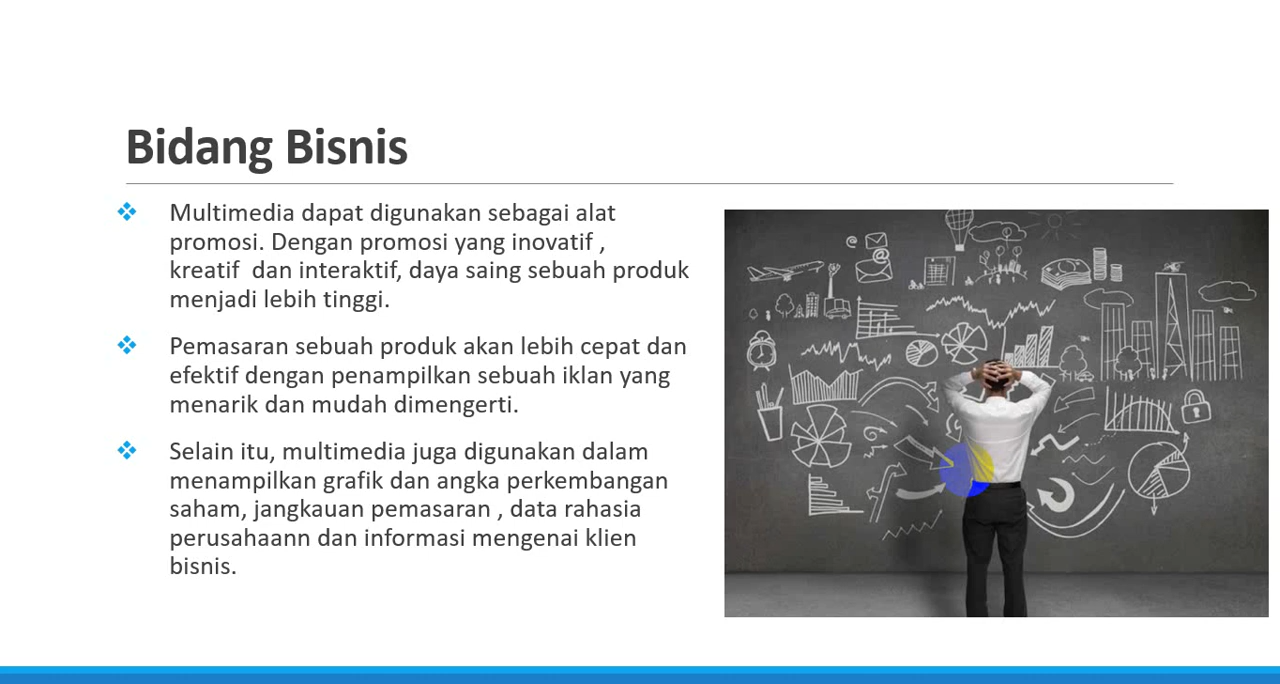 Bidang Bisnis
Multimedia dapat digunakan sebagai alat
promosi. Dengan promosi yang inovatif ,
kreatif  dan interaktif, daya saing sebuah produk
menjadi lebih tinggi.
Pemasaran sebuah produk akan lebih cepat dan
efektif dengan penampilkan sebuah iklan yang
menarik dan mudah dimengerti.
Selain itu, multimedia juga digunakan dalam
menampilkan grafik dan angka perkembangan
saham, jangkauan pemasaran , data rahasia
perusahaann dan informasi mengenai klien
bisnis.